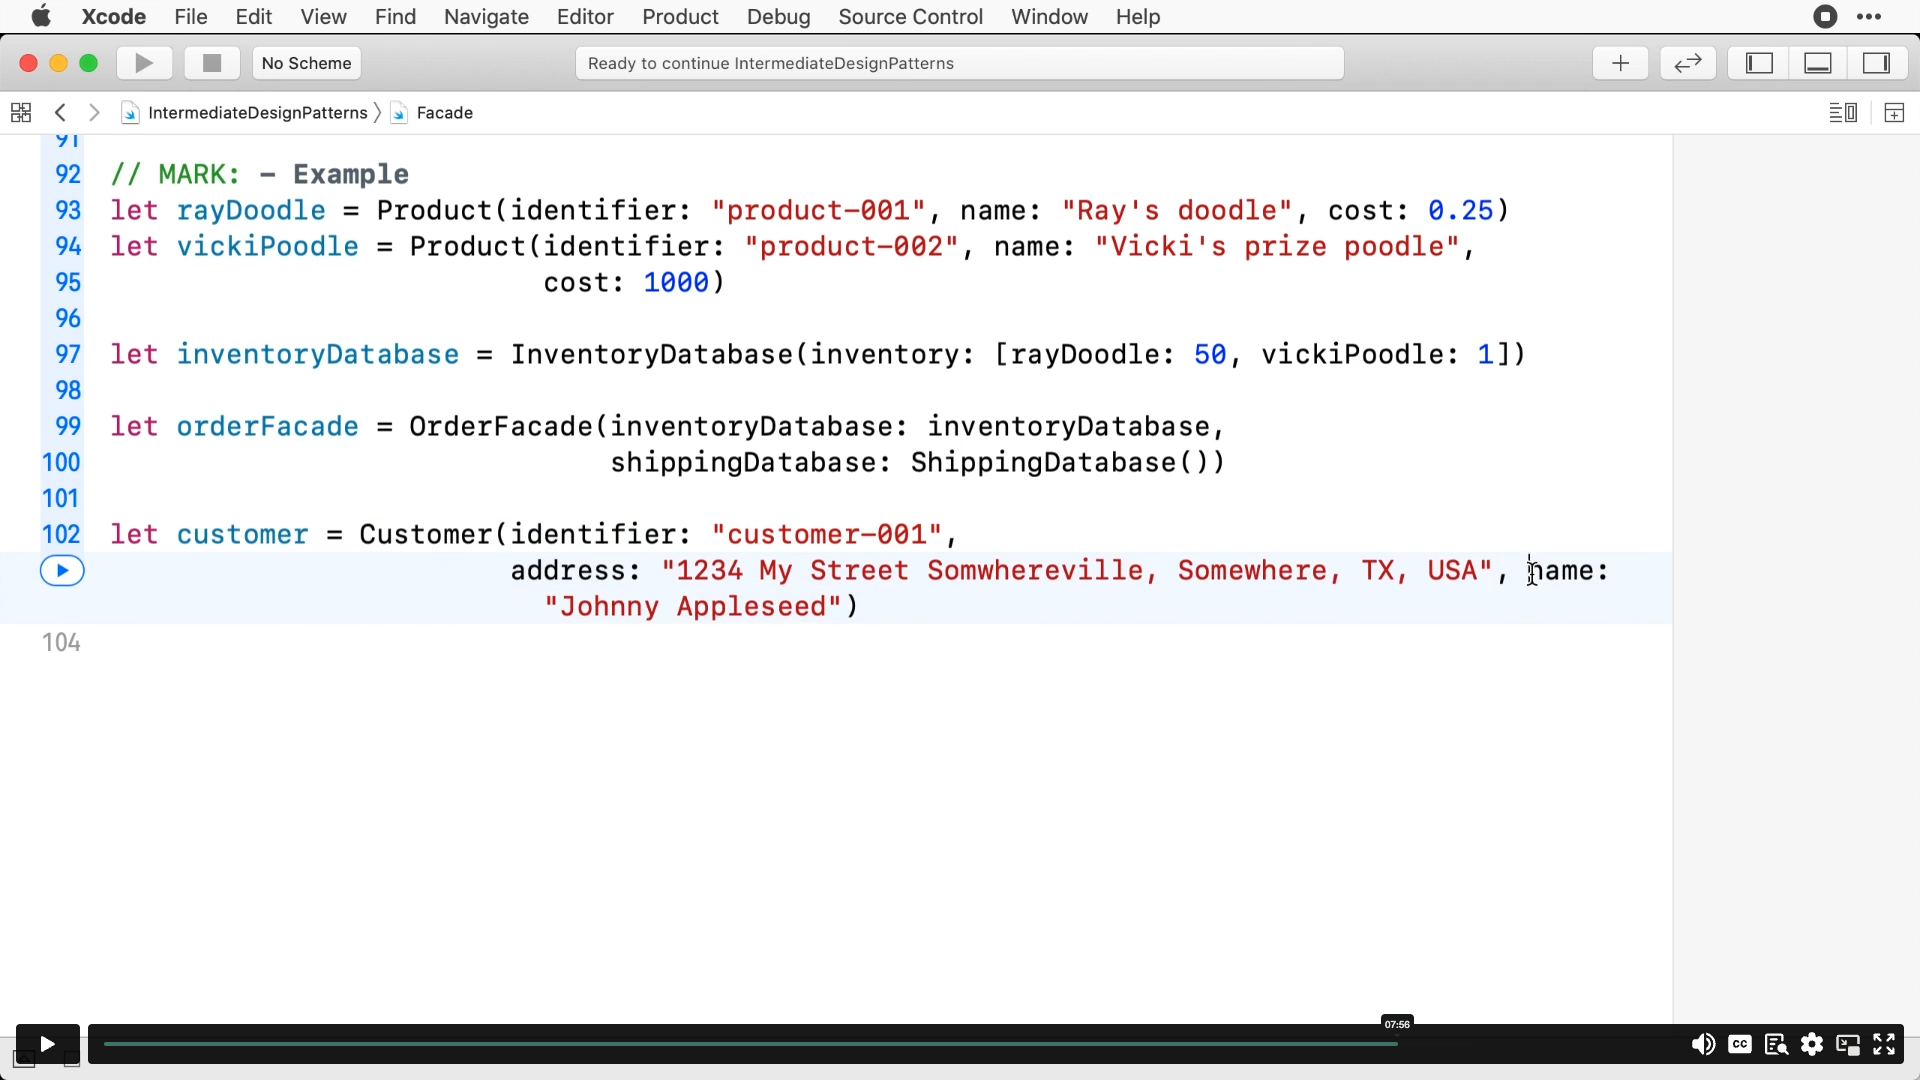 Xcode File Edit View Find Navigate Editor Product Debug Source Control Window Help
No Scheme
Ready to continue IntermediateDesignPatterns
IntermediateDesignPatterns Facade
91
92 // MARK: - Example
93 let rayDoodle = Product(identifier: "product-001", name: "Ray's doodle", cost: 0.25)
94 let vickiPoodle = Product(identifier: "product-002", name: "Vicki's prize poodle",
95 cost: 1000)
96
97 let inventoryDatabase = InventoryDatabase(inventory: [rayDoodle: 50, vickiPoodle: 1])
98
99 let orderFacade = OrderFacade(inventoryDatabase: inventoryDatabase,
100 shippingDatabase: ShippingDatabase())
101
102 let customer = Customer(identifier: "customer-001",
address: "1234 My Street Somwhereville, Somewhere, TX, USA", name:
"Johnny Appleseed")
104
07:56
CC